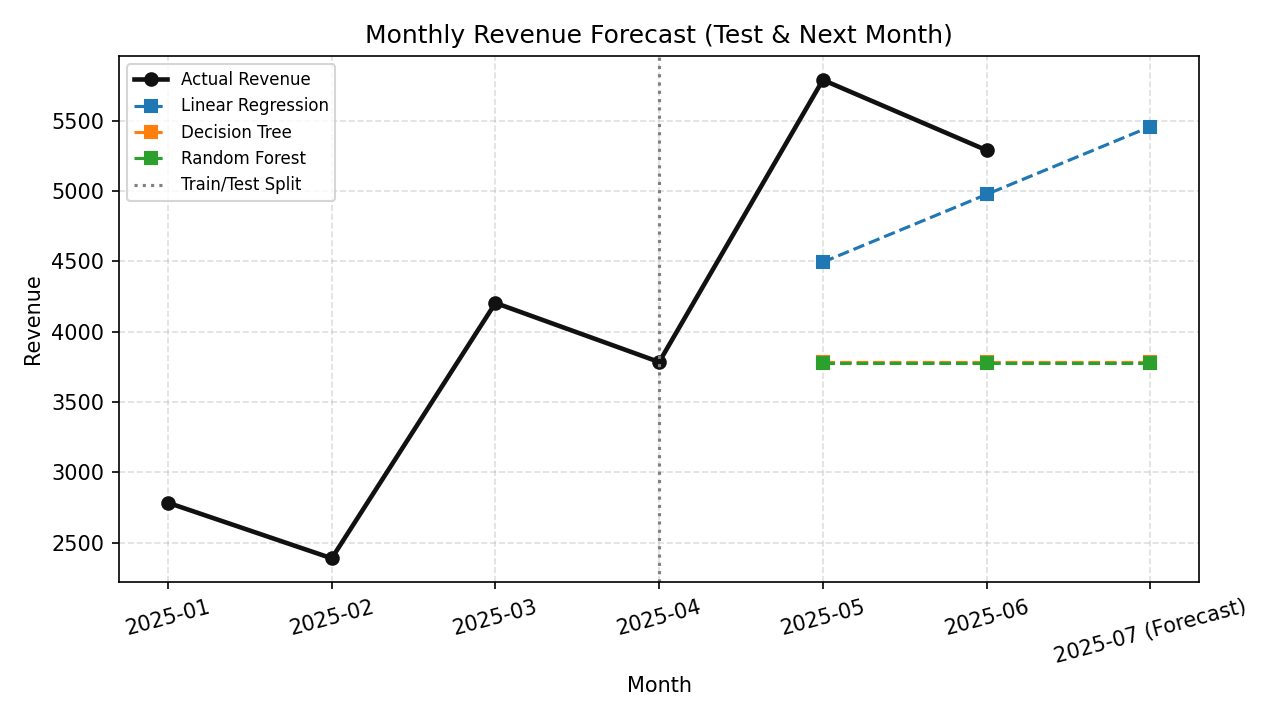 Monthly Revenue Forecast (Test & Next Month)
Actual Revenue
Linear Regression
Decision Tree
Random Forest
Train/Test Split
Revenue
5500
5000
4500
4000
3500
3000
2500
2025-01
2025-02
2025-03
2025-04
2025-05
2025-06
2025-07 (Forecast)
Month